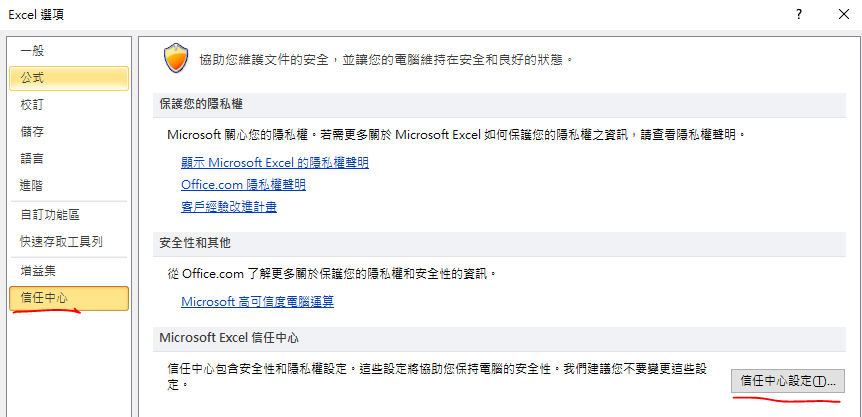 Excel 選項
?
一般
公式
校訂
儲存
語言
進階
自訂功能區
快速存取工具列
增益集
信任中心
協助您維護文件的安全，並讓您的電腦維持在安全和良好的狀態。
保護您的隱私權
Microsoft 關心您的隱私權。若需更多關於 Microsoft Excel 如何保護您的隱私權之資訊，請查看隱私權聲明。
顯示 Microsoft Excel 的隱私權聲明
Office.com 隱私權聲明
客戶經驗改進計畫
安全性和其他
從 Office.com 了解更多關於保護您的隱私權和安全性的資訊。
Microsoft 高可信度電腦運算
Microsoft Excel 信任中心
信任中心包含安全性和隱私權設定。這些設定將協助您保持電腦的安全性。我們建議您不要變更這些設
定。
信任中心設定(T)...